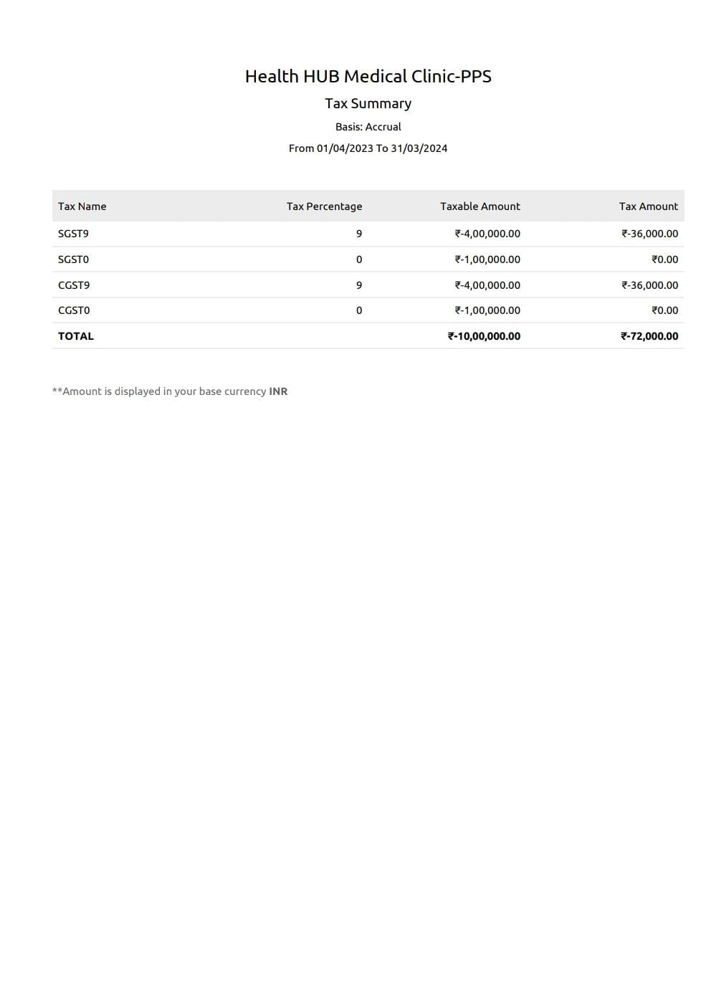 Health HUB Medical Clinic-PPS
Tax Summary
Basis: Accrual
From 01/04/2023 To 31/03/2024
Tax Name Tax Percentage Taxable Amount Tax Amount
SGST9 9 ₹-4,00,000.00 ₹-36,000.00
SGST0 0 ₹-1,00,000.00 ₹0.00
CGST9 9 ₹-4,00,000.00 ₹-36,000.00
CGST0 0 ₹-1,00,000.00 ₹0.00
TOTAL ₹-10,00,000.00 ₹-72,000.00
**Amount is displayed in your base currency INR